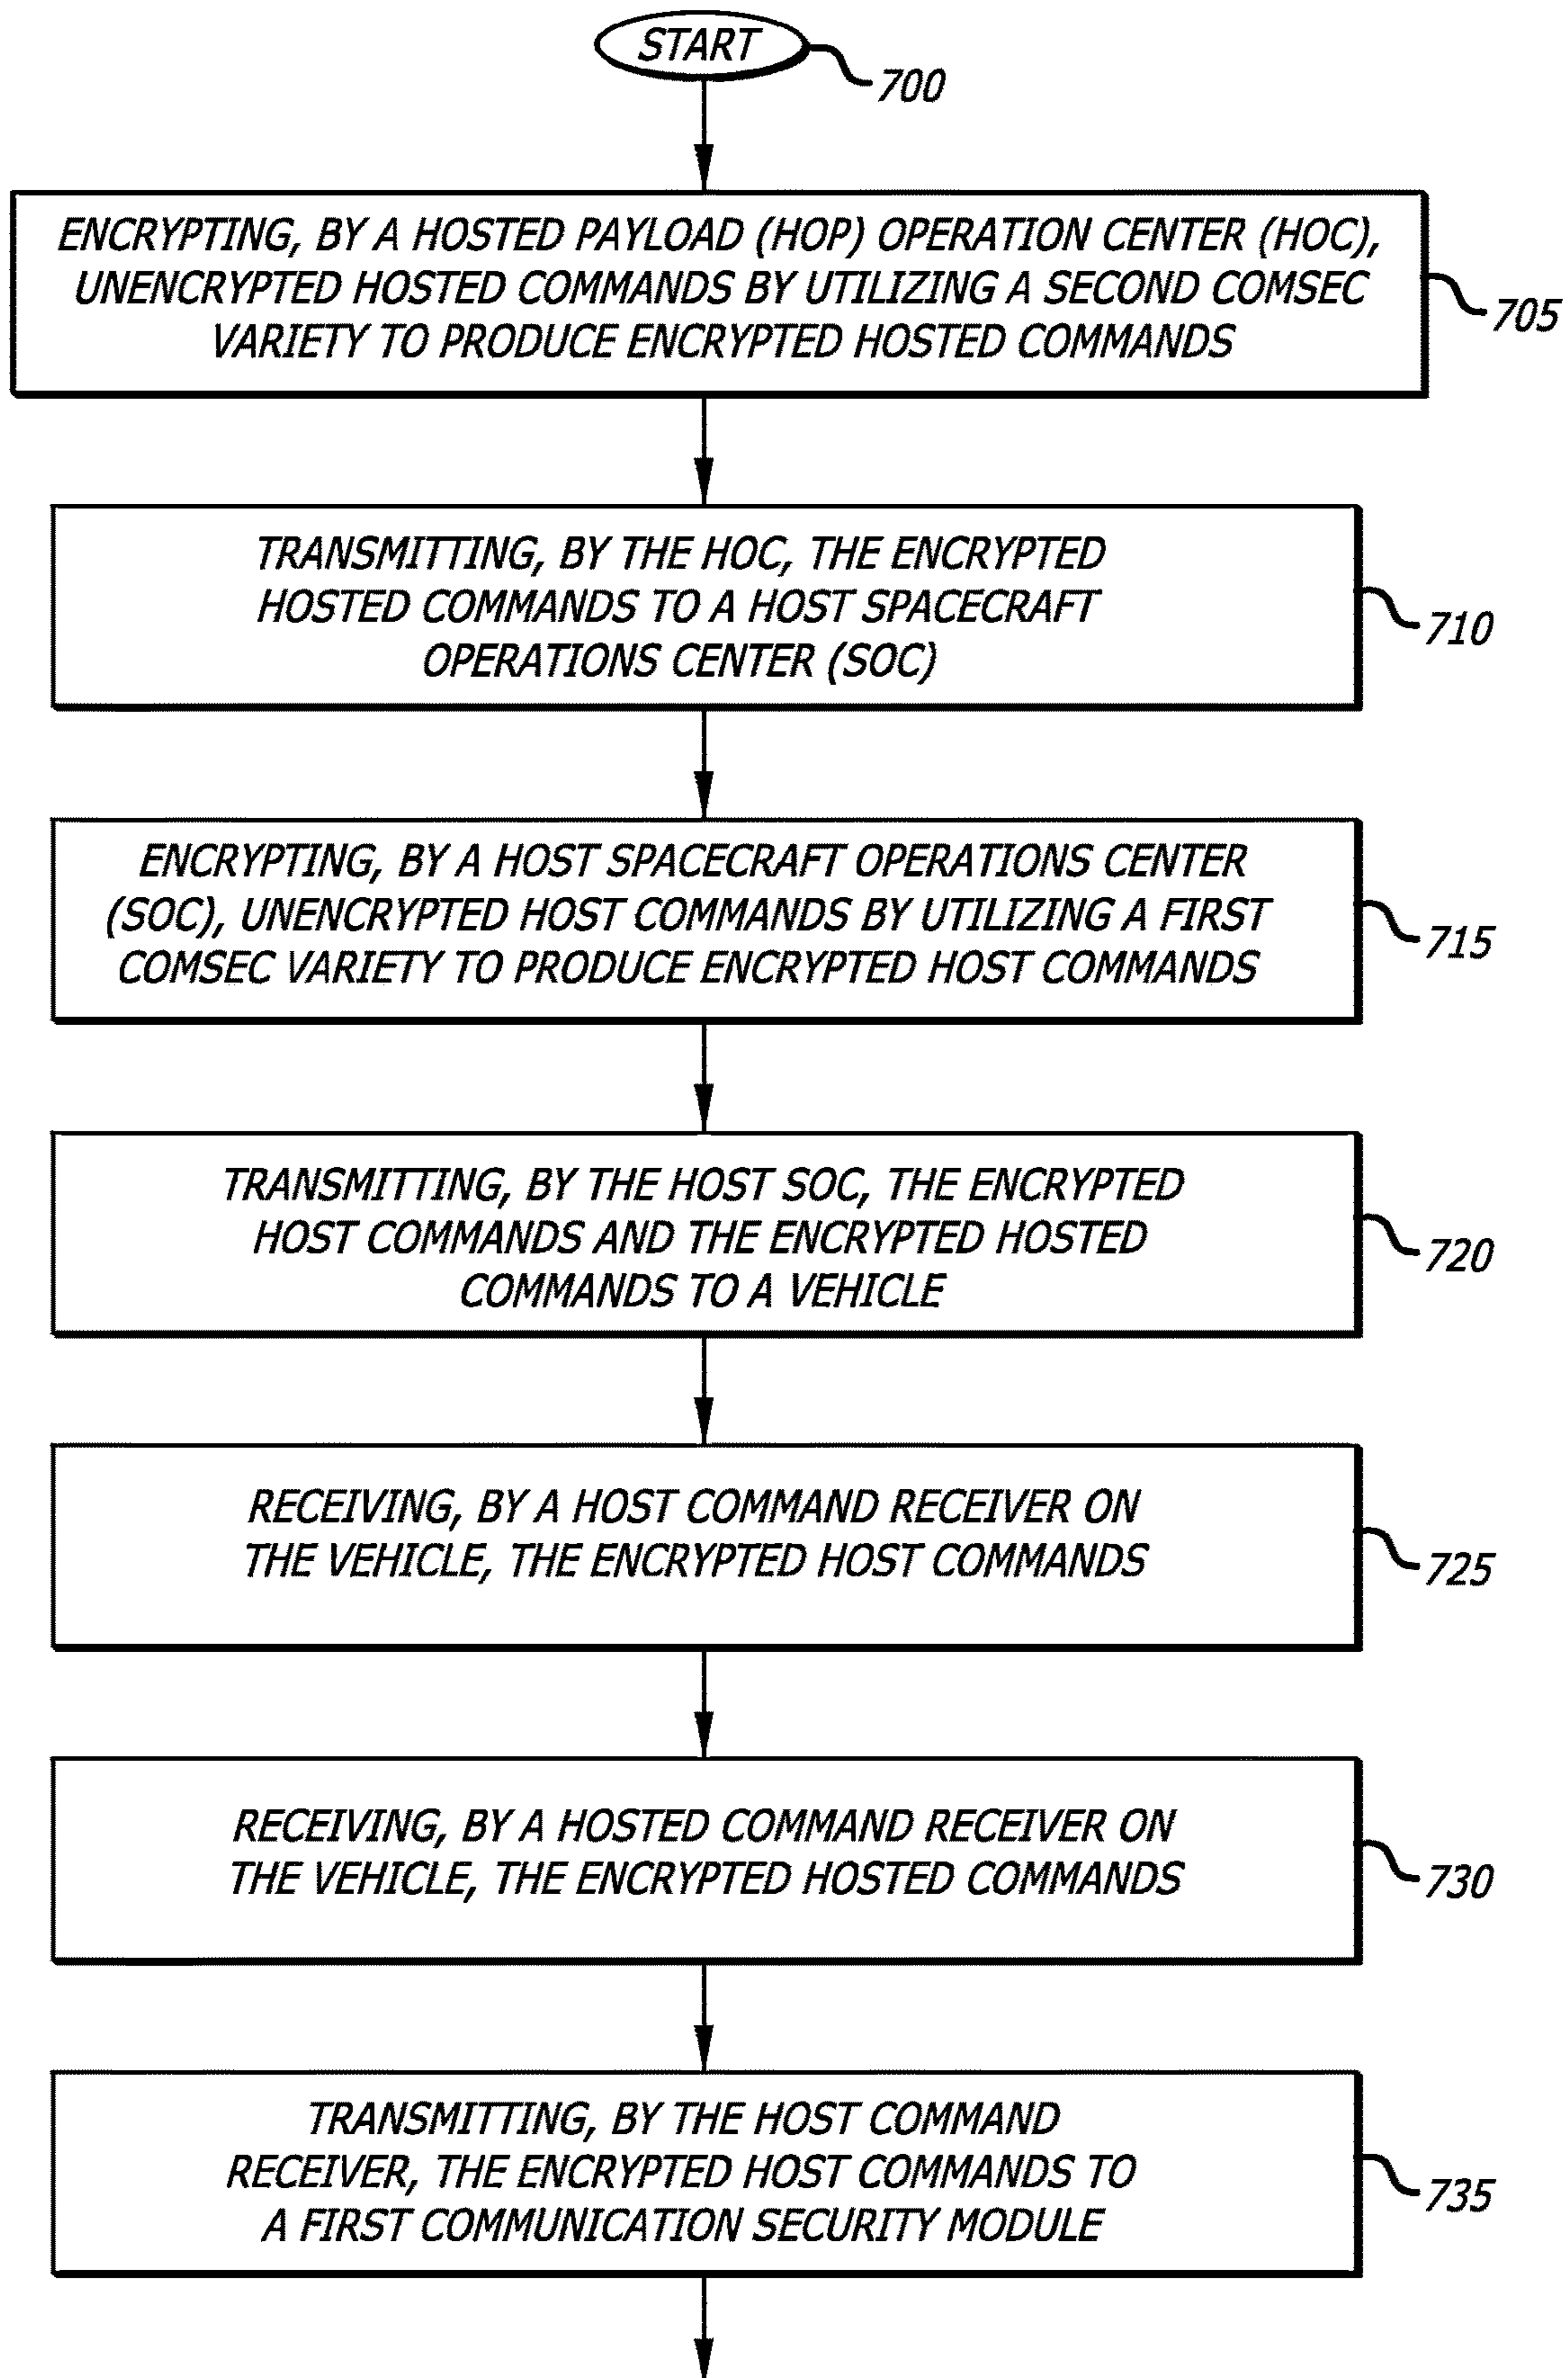 START
700
ENCRYPTING, BY A HOSTED PAYLOAD (HOP) OPERATION CENTER (HOC),
UNENCRYPTED HOSTED COMMANDS BY UTILIZING A SECOND COMSEC
VARIETY TO PRODUCE ENCRYPTED HOSTED COMMANDS
705
TRANSMITTING, BY THE HOC, THE ENCRYPTED
HOSTED COMMANDS TO A HOST SPACECRAFT
OPERATIONS CENTER (SOC)
710
ENCRYPTING, BY A HOST SPACECRAFT OPERATIONS CENTER
(SOC), UNENCRYPTED HOST COMMANDS BY UTILIZING A FIRST
COMSEC VARIETY TO PRODUCE ENCRYPTED HOST COMMANDS
715
TRANSMITTING, BY THE HOST SOC, THE ENCRYPTED
HOST COMMANDS AND THE ENCRYPTED HOSTED
COMMANDS TO A VEHICLE
720
RECEIVING, BY A HOST COMMAND RECEIVER ON
THE VEHICLE, THE ENCRYPTED HOST COMMANDS
725
RECEIVING, BY A HOSTED COMMAND RECEIVER ON
THE VEHICLE, THE ENCRYPTED HOSTED COMMANDS
730
TRANSMITTING, BY THE HOST COMMAND
RECEIVER, THE ENCRYPTED HOST COMMANDS TO
A FIRST COMMUNICATION SECURITY MODULE
735